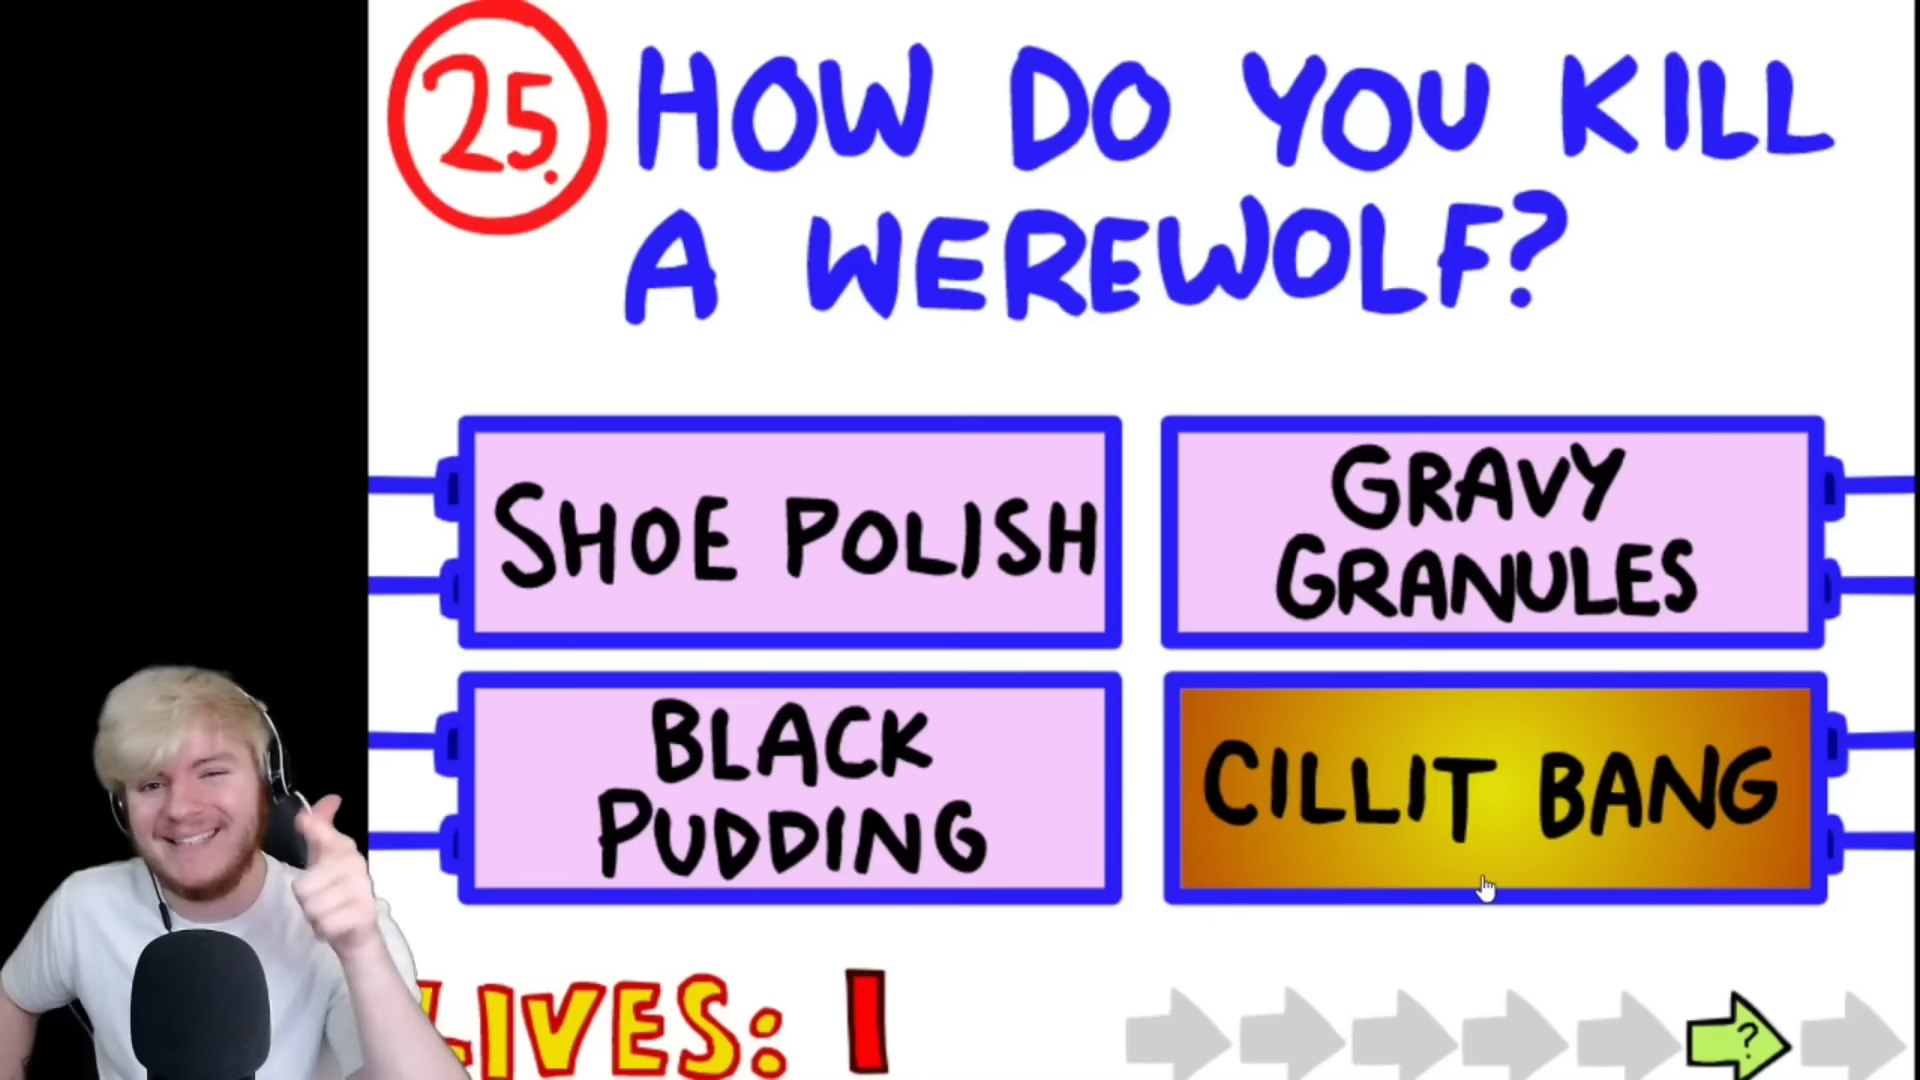 25. HOW DO YOU KILL
A WEREWOLF?
SHOE POLISH
GRAVY
GRANULES
BLACK
PUDDING
CILLIT BANG
LIVES: 1
?